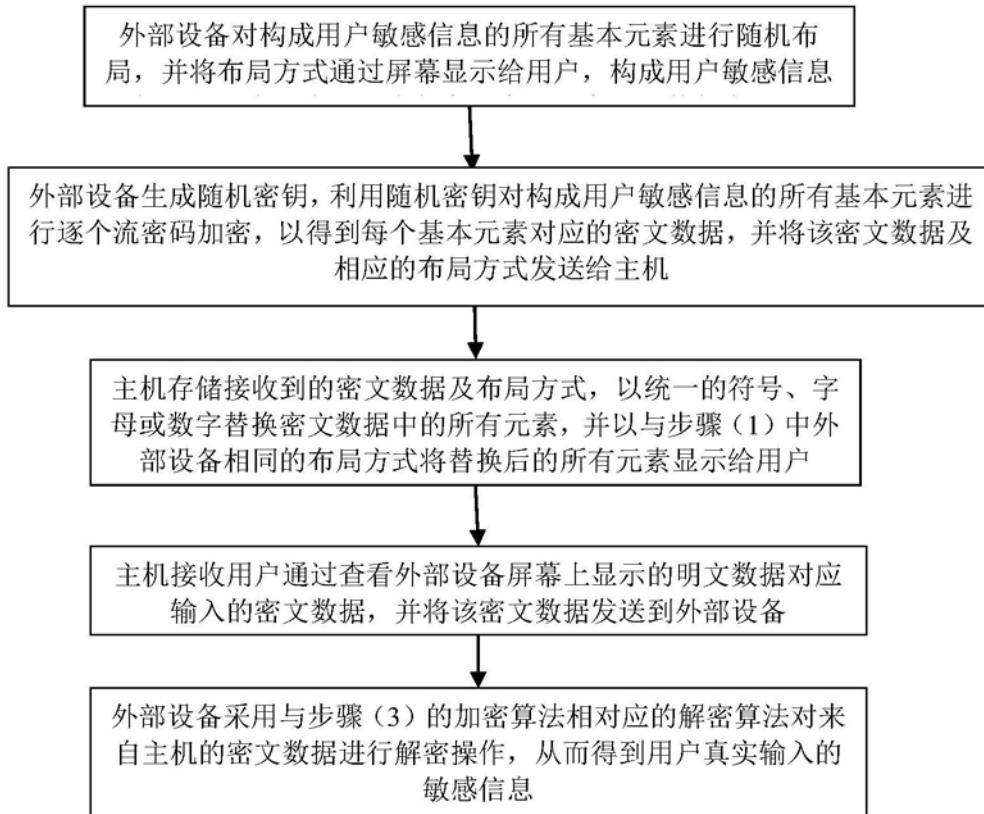 外部设备对构成用户敏感信息的所有基本元素进行随机布
局，并将布局方式通过屏幕显示给用户，构成用户敏感信息
外部设备生成随机密钥，利用随机密钥对构成用户敏感信息的所有基本元素进
行逐个流密码加密，以得到每个基本元素对应的密文数据，并将该密文数据及
相应的布局方式发送给主机
主机存储接收到的密文数据及布局方式，以统一的符号、字
母或数字替换密文数据中的所有元素，并以与步骤（1）中外
部设备相同的布局方式将替换后的所有元素显示给用户
主机接收用户通过查看外部设备屏幕上显示的明文数据对应
输入的密文数据，并将该密文数据发送到外部设备
外部设备采用与步骤（3）的加密算法相对应的解密算法对来
自主机的密文数据进行解密操作，从而得到用户真实输入的
敏感信息